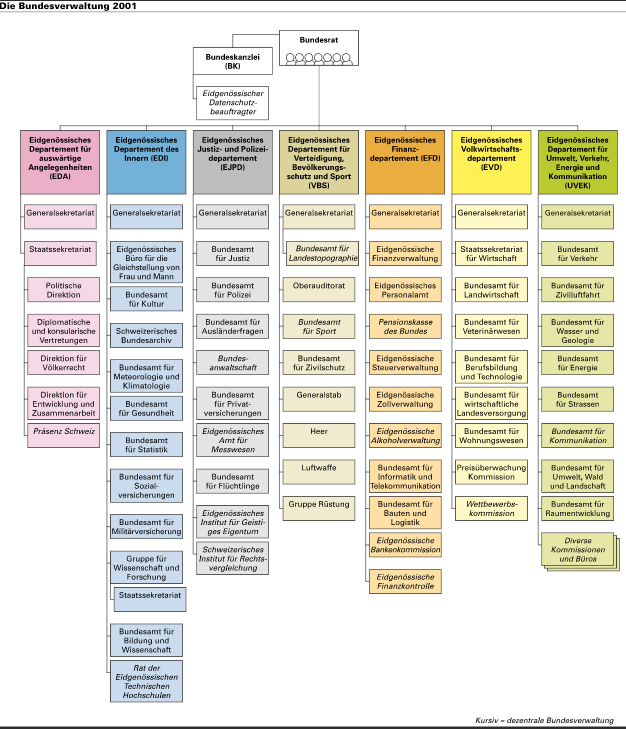 Die Bundesverwaltung 2001
Bundesrat
Bundeskanzlei
(BK)
Eidgenössischer
Datenschutz-
beauftragter
Eidgenössisches
Departement für
auswärtige
Angelegenheiten
(EDA)
Generalsekretariat
Staatssekretariat
Politische
Direktion
Diplomatische
und konsularische
Vertretungen
Direktion für
Völkerrecht
Direktion für
Entwicklung und
Zusammenarbeit
Präsenz Schweiz
Eidgenössisches
Departement des
Innern (EDI)
Generalsekretariat
Eidgenössisches
Büro für die
Gleichstellung von
Frau und Mann
Bundesamt
für Kultur
Schweizerisches
Bundesarchiv
Bundesamt für
Meteorologie und
Klimatologie
Bundesamt
für Gesundheit
Bundesamt
für Statistik
Bundesamt für
Sozial-
versicherungen
Bundesamt für
Militärversicherung
Gruppe für
Wissenschaft und
Forschung
Staatssekretariat
Bundesamt für
Bildung und
Wissenschaft
Rat der
Eidgenössischen
Technischen
Hochschulen
Eidgenössisches
Justiz- und Polizei-
departement
(EJPD)
Generalsekretariat
Bundesamt
für Justiz
Bundesamt
für Polizei
Bundesamt für
Ausländerfragen
Bundes-
anwaltschaft
Bundesamt
für Privat-
versicherungen
Eidgenössisches
Amt für
Messwesen
Bundesamt
für Flüchtlinge
Eidgenössisches
Institut für Geisti-
ges Eigentum
Schweizerisches
Institut für Rechts-
vergleichung
Eidgenössisches
Departement für
Verteidigung,
Bevölkerungs-
schutz und Sport
(VBS)
Generalsekretariat
Bundesamt für
Landestopographie
Oberauditorat
Bundesamt
für Sport
Bundesamt
für Zivilschutz
Generalstab
Heer
Luftwaffe
Gruppe Rüstung
Eidgenössisches
Finanz-
departement (EFD)
Generalsekretariat
Eidgenössische
Finanzverwaltung
Eidgenössisches
Personalamt
Pensionskasse
des Bundes
Eidgenössische
Steuerverwaltung
Eidgenössische
Zollverwaltung
Eidgenössische
Alkoholverwaltung
Bundesamt für
Informatik und
Telekommunikation
Bundesamt für
Bauten und
Logistik
Eidgenössische
Bankenkommission
Eidgenössische
Finanzkontrolle
Eidgenössisches
Volkwirtschafts-
departement
(EVD)
Generalsekretariat
Staatssekretariat
für Wirtschaft
Bundesamt für
Landwirtschaft
Bundesamt für
Veterinärwesen
Bundesamt für
Berufsbildung
und Technologie
Bundesamt für
wirtschaftliche
Landesversorgung
Bundesamt für
Wohnungswesen
Preisüberwachung
Kommission
Wettbewerbs-
kommission
Eidgenössisches
Departement für
Umwelt, Verkehr,
Energie und
Kommunikation
(UVEK)
Generalsekretariat
Bundesamt
für Verkehr
Bundesamt für
Zivilluftfahrt
Bundesamt für
Wasser und
Geologie
Bundesamt
für Energie
Bundesamt
für Strassen
Bundesamt für
Kommunikation
Bundesamt für
Umwelt, Wald
und Landschaft
Bundesamt für
Raumentwicklung
Diverse
Kommissionen
und Büros
Kursiv = dezentrale Bundesverwaltung